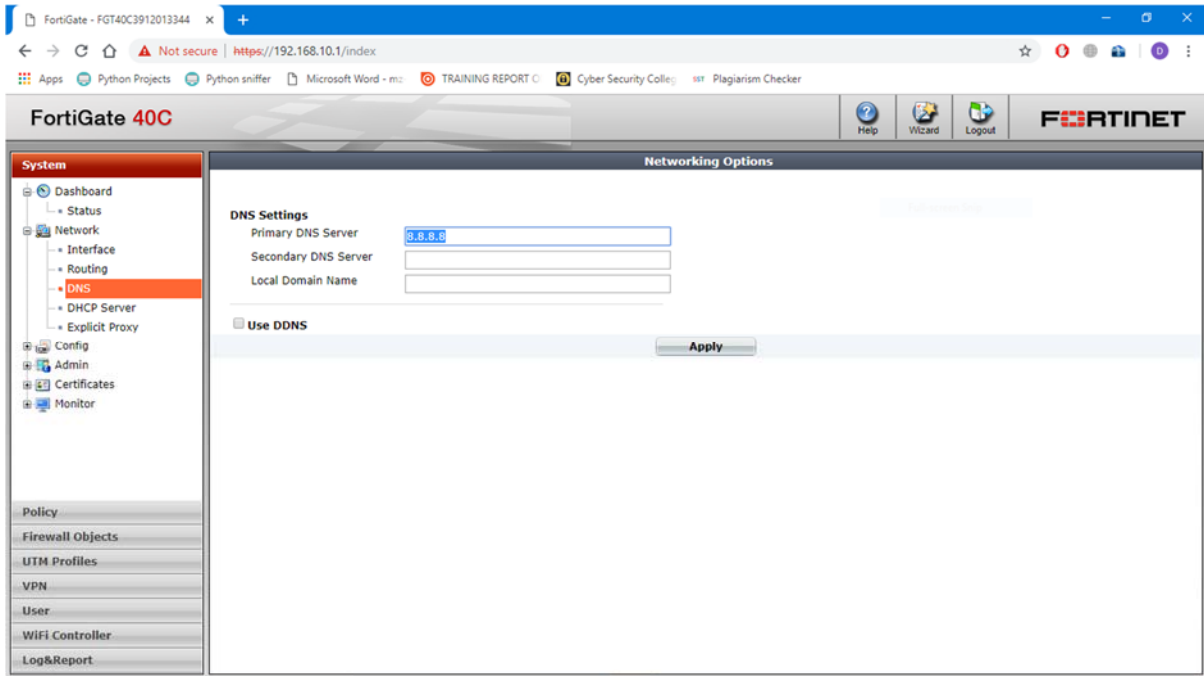 FortiGate - FGT40C3912013344
Not secure | https://192.168.10.1/index
Apps Python Projects Python sniffer Microsoft Word - mz TRAINING REPORT O Cyber Security Colleg SST Plagiarism Checker
FortiGate 40C
Help Wizard Logout
FORTINET
System
Networking Options
Dashboard
Status
Network
Interface
Routing
DNS
DHCP Server
Explicit Proxy
Config
Admin
Certificates
Monitor
DNS Settings
Primary DNS Server 8.8.8.8
Secondary DNS Server
Local Domain Name
Use DDNS
Apply
Policy
Firewall Objects
UTM Profiles
VPN
User
WiFi Controller
Log&Report